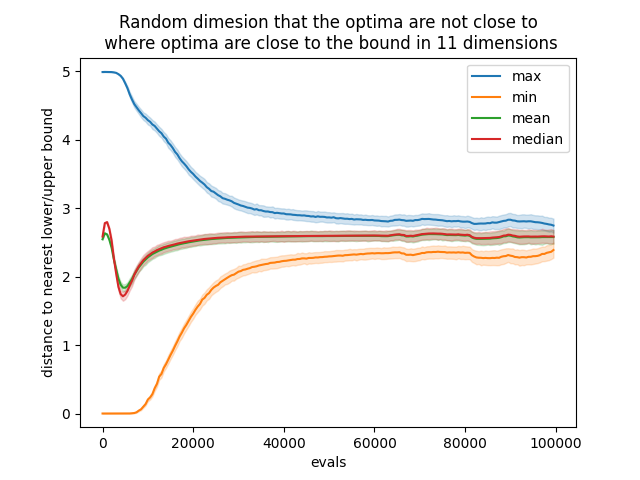 Random dimesion that the optima are not close to
where optima are close to the bound in 11 dimensions
max
min
mean
median
distance to nearest lower/upper bound
5
4
3
2
1
0
0
20000
40000
60000
80000
100000
evals